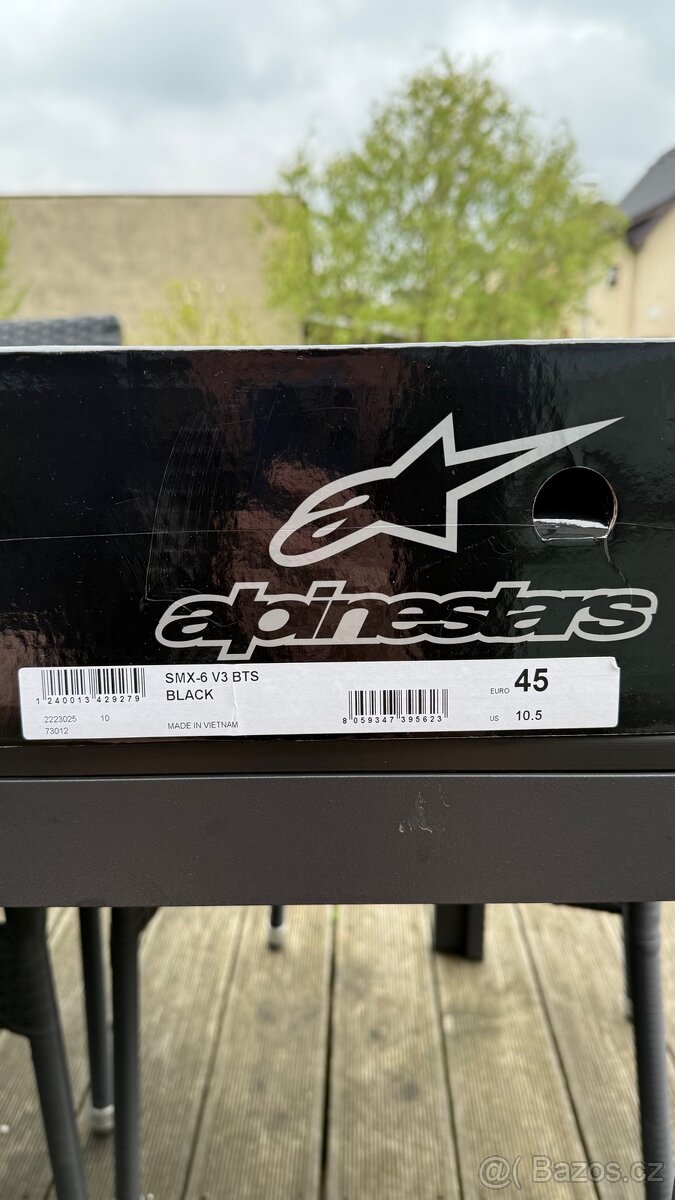 alpinestars
SMX-6 V3 BTS
BLACK
1 240013 429279
2223025 10
73012
MADE IN VIETNAM
8 059347 395623
EURO 45
US 10.5
@( Bazos.cz